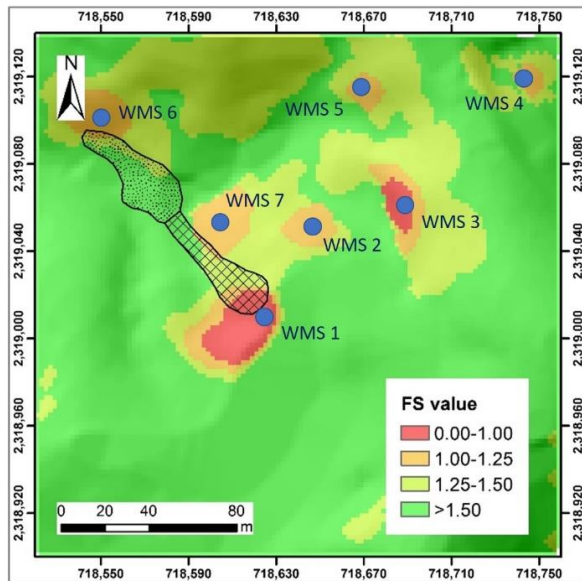 718,550 718,590 718,630 718,670 718,710 718,750
2,319,120
2,319,080
2,319,040
2,319,000
2,318,960
2,318,920
N
WMS 6
WMS 5
WMS 4
WMS 7
WMS 2
WMS 3
WMS 1
FS value
0.00-1.00
1.00-1.25
1.25-1.50
>1.50
0 20 40 80
m
2,319,120
2,319,080
2,319,040
2,319,000
2,318,960
2,318,920
718,550 718,590 718,630 718,670 718,710 718,750